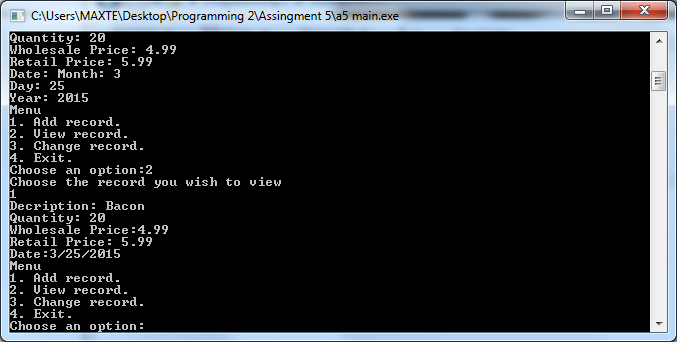 C:\Users\MAXTE\Desktop\Programming 2\Assingment 5\a5 main.exe
Quantity: 20
Wholesale Price: 4.99
Retail Price: 5.99
Date: Month: 3
Day: 25
Year: 2015
Menu
1. Add record.
2. View record.
3. Change record.
4. Exit.
Choose an option:2
Choose the record you wish to view
1
Decription: Bacon
Quantity: 20
Wholesale Price:4.99
Retail Price: 5.99
Date:3/25/2015
Menu
1. Add record.
2. View record.
3. Change record.
4. Exit.
Choose an option: